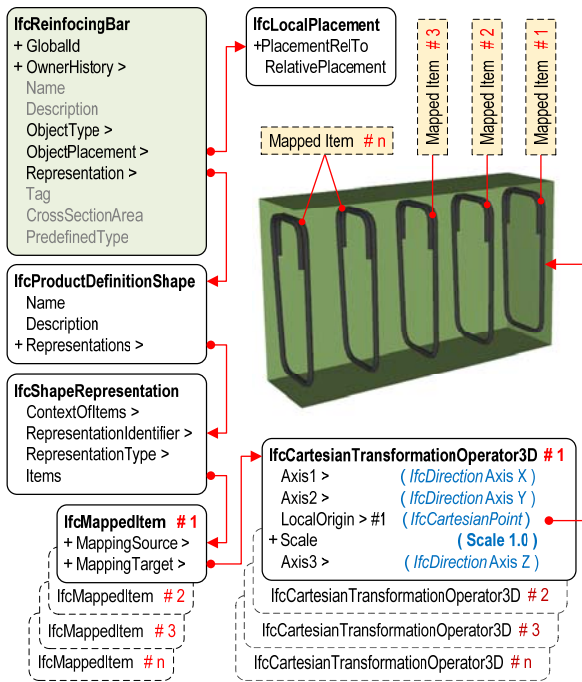 IfcReinfocingBar
+ GlobalId
+ OwnerHistory >
Name
Description
ObjectType >
ObjectPlacement >
Representation >
Tag
CrossSectionArea
PredefinedType
IfcLocalPlacement
+PlacementRelTo
RelativePlacement
Mapped Item # n
Mapped Item # 3
Mapped Item # 2
Mapped Item # 1
IfcProductDefinitionShape
Name
Description
+ Representations >
IfcShapeRepresentation
ContextOfItems >
RepresentationIdentifier >
RepresentationType >
Items
IfcMappedItem # 1
+ MappingSource >
+ MappingTarget >
IfcMappedItem # 2
IfcMappedItem # 3
IfcMappedItem # n
IfcCartesianTransformationOperator3D # 1
Axis1 > ( IfcDirection Axis X )
Axis2 > ( IfcDirection Axis Y )
LocalOrigin > #1 ( IfcCartesianPoint )
+ Scale ( Scale 1.0 )
Axis3 > ( IfcDirection Axis Z )
IfcCartesianTransformationOperator3D # 2
IfcCartesianTransformationOperator3D # 3
IfcCartesianTransformationOperator3D # n